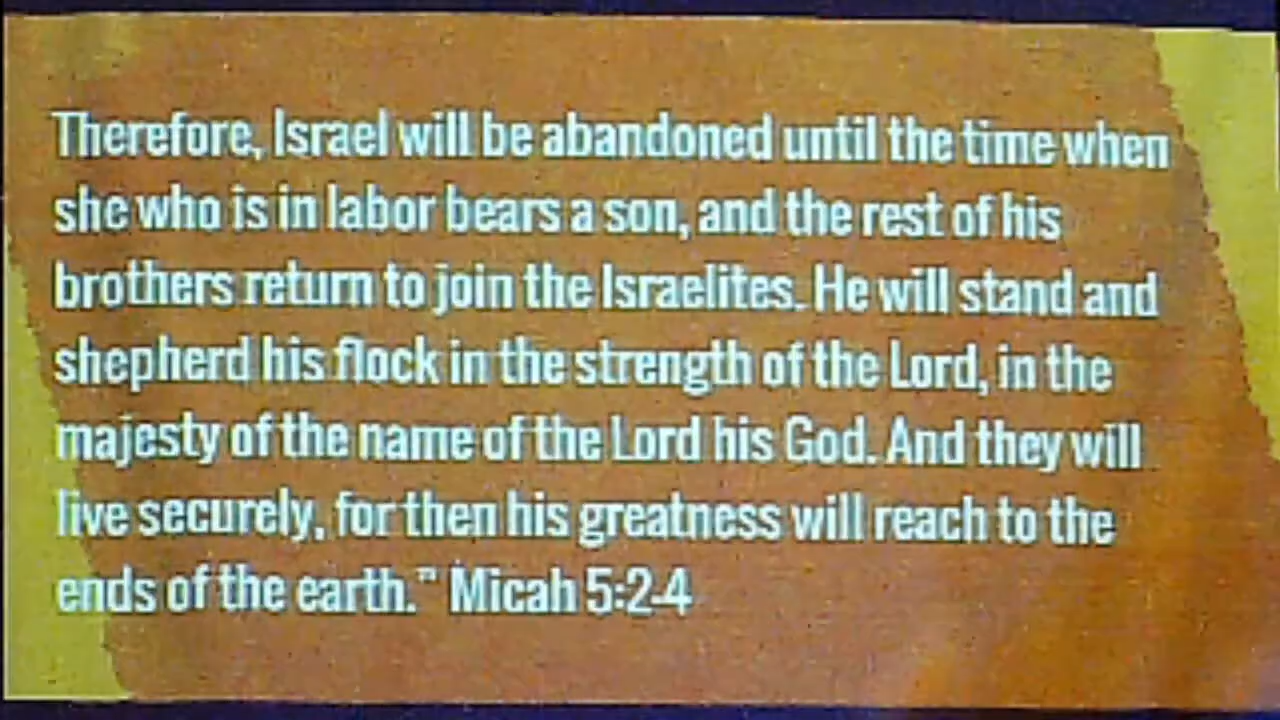 Therefore, Israel will be abandoned until the time when
she who is in labor bears a son, and the rest of his
brothers return to join the Israelites. He will stand and
shepherd his flock in the strength of the Lord, in the
majesty of the name of the Lord his God. And they will
live securely, for then his greatness will reach to the
ends of the earth.” Micah 5:2-4